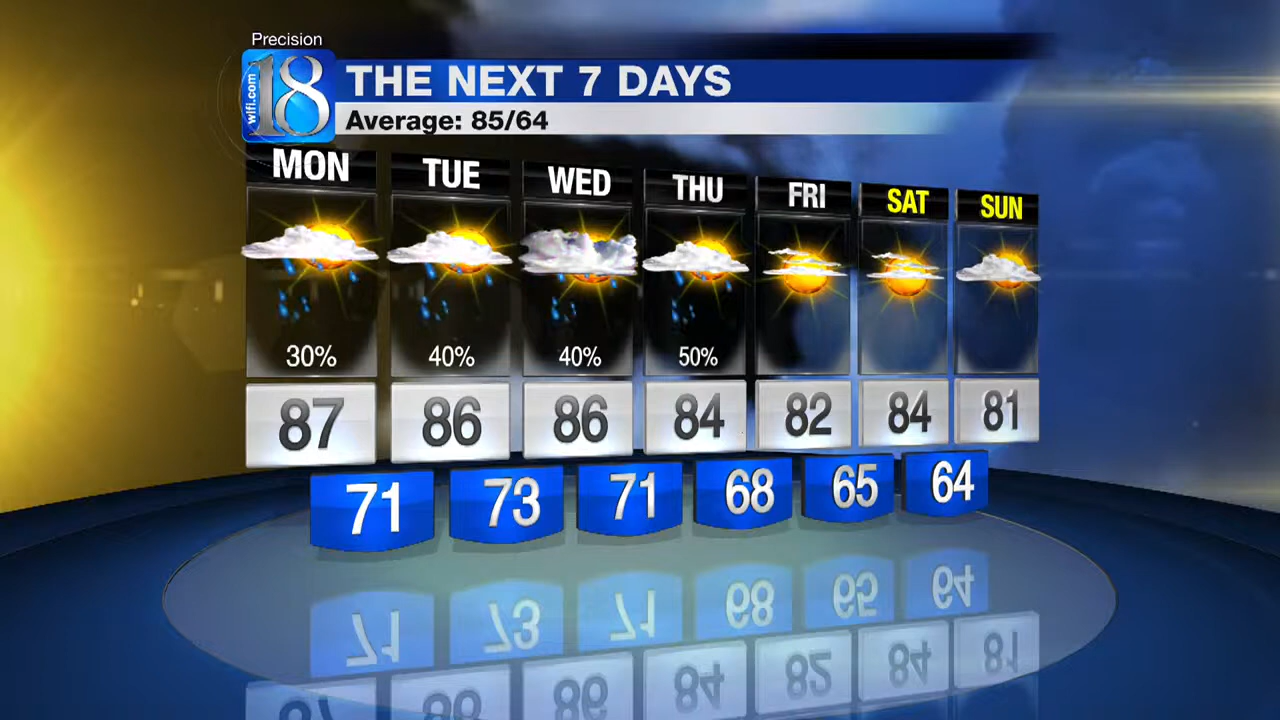 Precision
wlfi.com 18
THE NEXT 7 DAYS
Average: 85/64
MON TUE WED THU FRI SAT SUN
30% 40% 40% 50%
87 86 86 84 82 84 81
71 73 71 68 65 64